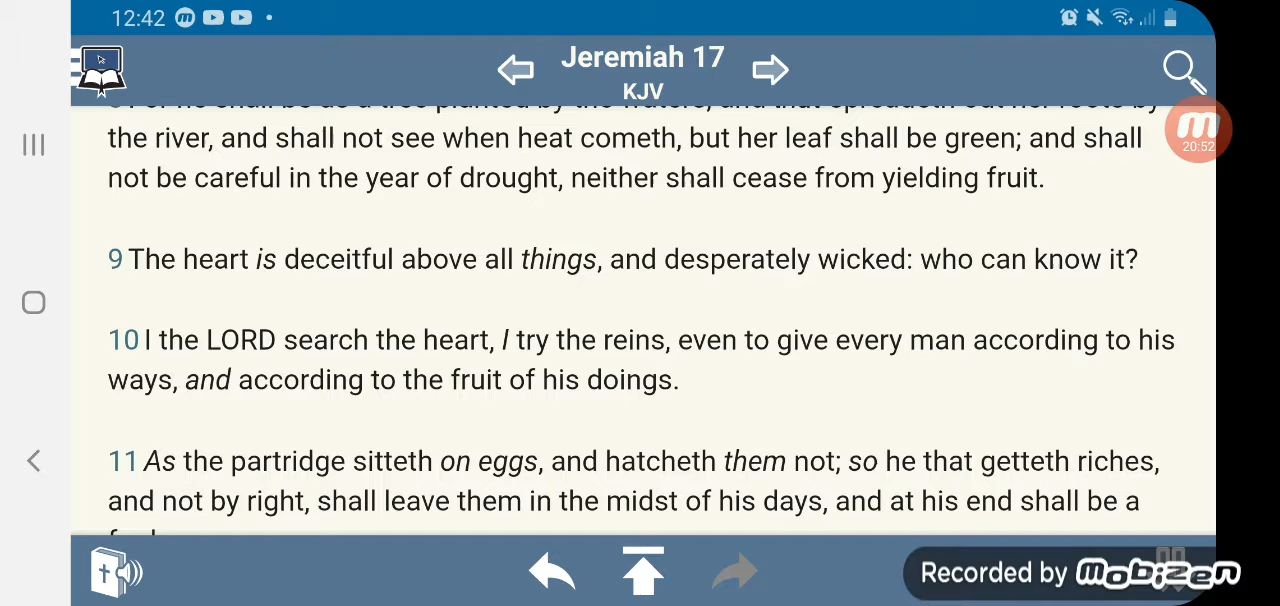 12:42
Jeremiah 17
KJV
the river, and shall not see when heat cometh, but her leaf shall be green; and shall
not be careful in the year of drought, neither shall cease from yielding fruit.
9 The heart is deceitful above all things, and desperately wicked: who can know it?
10 I the LORD search the heart, I try the reins, even to give every man according to his
ways, and according to the fruit of his doings.
11 As the partridge sitteth on eggs, and hatcheth them not; so he that getteth riches,
and not by right, shall leave them in the midst of his days, and at his end shall be a
20:52
Recorded by Mobizen